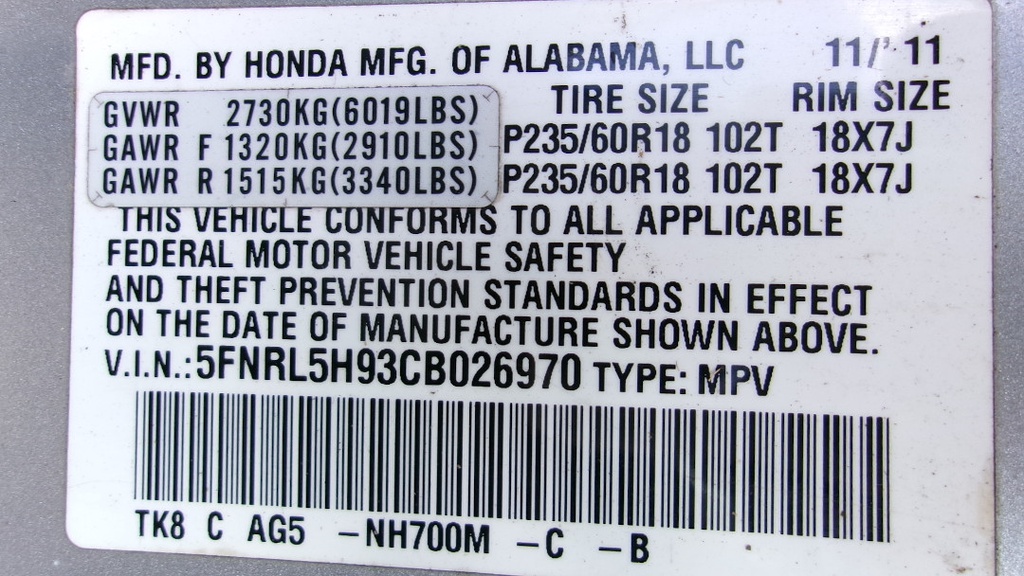 MFD. BY HONDA MFG. OF ALABAMA, LLC 11/' 11
TIRE SIZE RIM SIZE
GVWR 2730KG(6019LBS)
GAWR F 1320KG(2910LBS) P235/60R18 102T 18X7J
GAWR R 1515KG(3340LBS) P235/60R18 102T 18X7J
THIS VEHICLE CONFORMS TO ALL APPLICABLE
FEDERAL MOTOR VEHICLE SAFETY
AND THEFT PREVENTION STANDARDS IN EFFECT
ON THE DATE OF MANUFACTURE SHOWN ABOVE.
V.I.N.: 5FNRL5H93CB026970 TYPE: MPV
TK8 C AG5 -NH700M -C -B